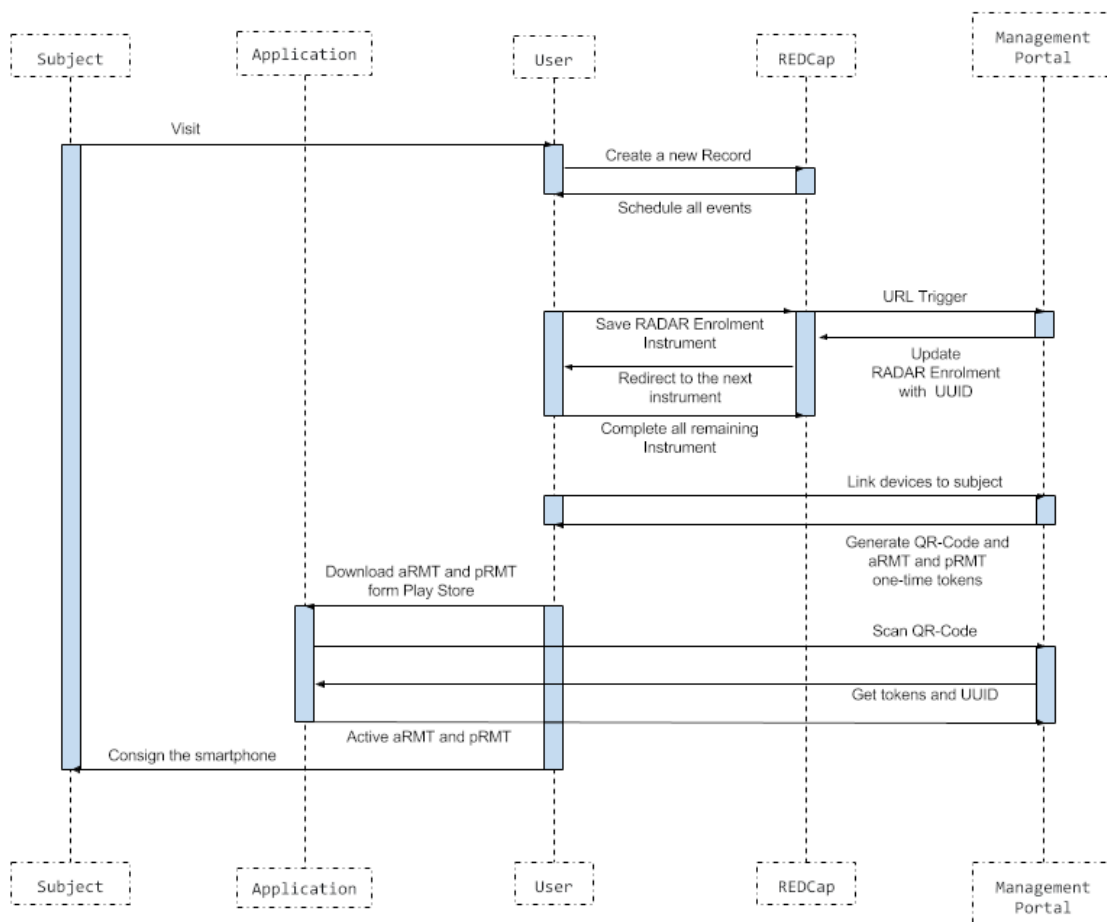 Subject
Application
User
REDCap
Management
Portal
Visit
Create a new Record
Schedule all events
URL Trigger
Save RADAR Enrolment
Instrument
Update
RADAR Enrolment
with UUID
Redirect to the next
instrument
Complete all remaining
Instrument
Link devices to subject
Generate QR-Code and
aRMT and pRMT
one-time tokens
Download aRMT and pRMT
form Play Store
Scan QR-Code
Get tokens and UUID
Active aRMT and pRMT
Consign the smartphone
Subject
Application
User
REDCap
Management
Portal